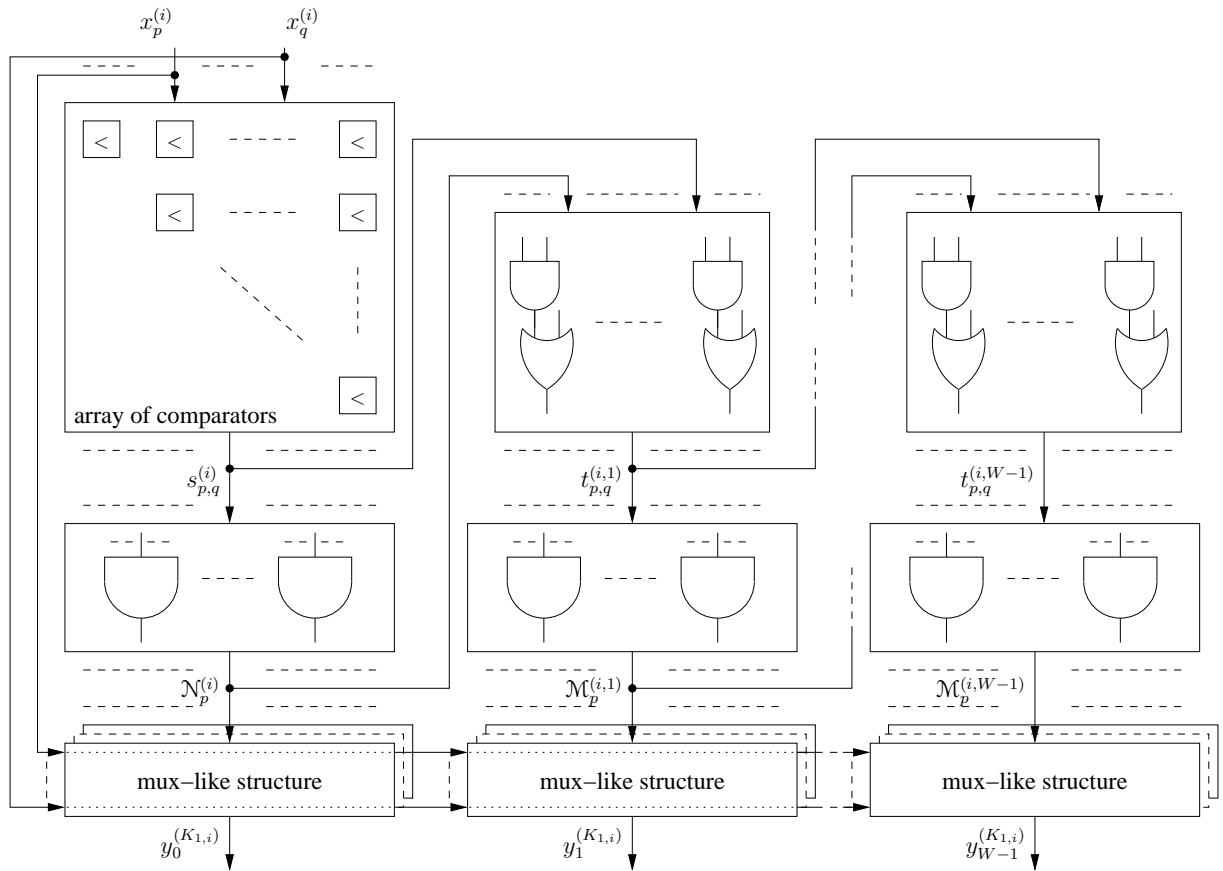 x_p^{(i)} x_q^{(i)}
< < <
< <
<
array of comparators
s_{p,q}^{(i)} t_{p,q}^{(i,1)} t_{p,q}^{(i,W-1)}
𝒩_p^{(i)} ℳ_p^{(i,1)} ℳ_p^{(i,W-1)}
mux-like structure mux-like structure mux-like structure
y_0^{(K_{1,i})} y_1^{(K_{1,i})} y_{W-1}^{(K_{1,i})}